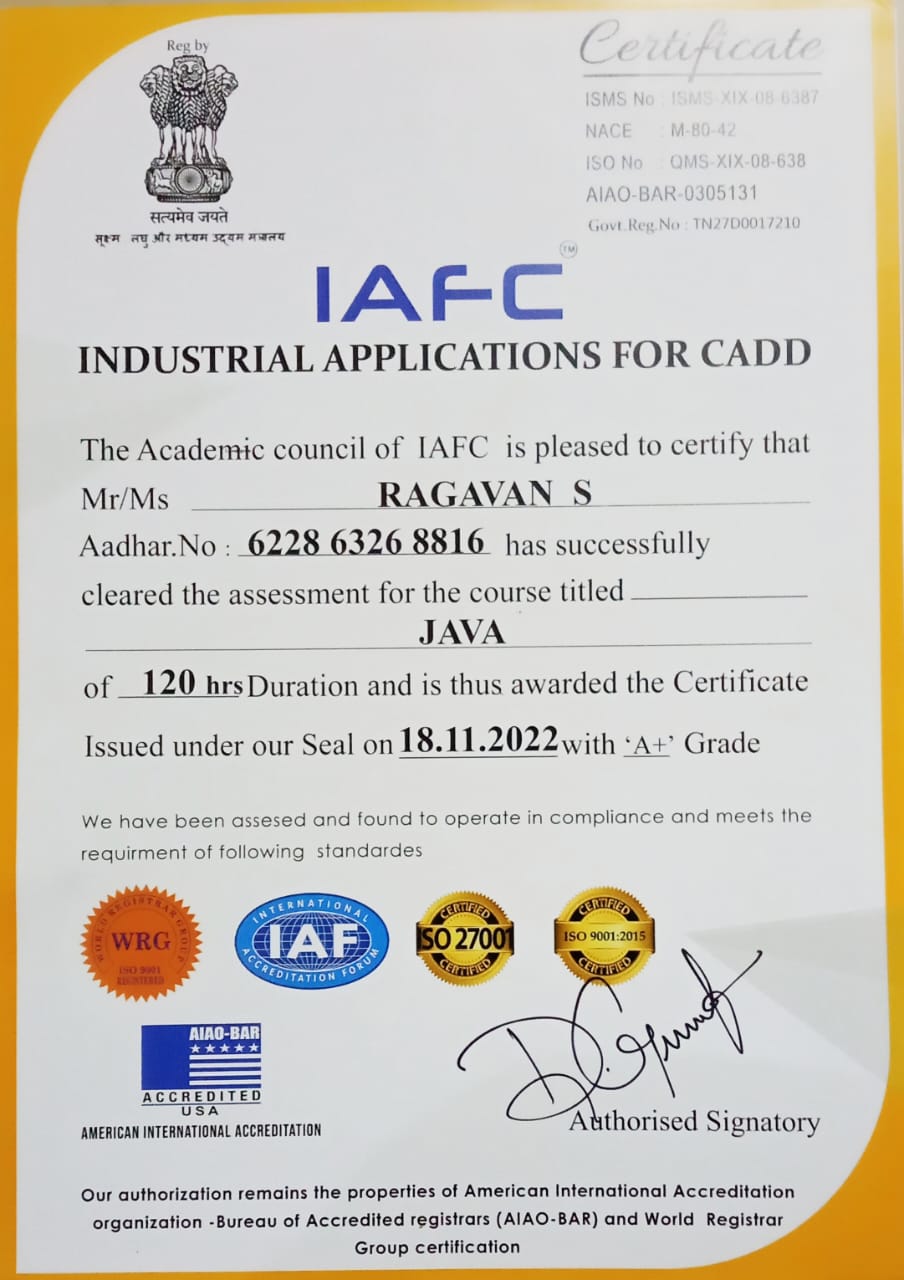 Reg by
सत्यमेव जयते
सूक्ष्म लघु और मध्यम उद्यम मंत्रालय
Certificate
ISMS No : ISMS-XIX-08-6387
NACE : M-80-42
ISO No : QMS-XIX-08-638
AIAO-BAR-0305131
Govt.Reg.No : TN27D0017210
IAFC TM
INDUSTRIAL APPLICATIONS FOR CADD
The Academic council of IAFC is pleased to certify that
Mr/Ms RAGAVAN S
Aadhar.No : 6228 6326 8816 has successfully
cleared the assessment for the course titled
JAVA
of 120 hrs Duration and is thus awarded the Certificate
Issued under our Seal on 18.11.2022 with ‘A+’ Grade
We have been assesed and found to operate in compliance and meets the
requirment of following standardes
WORLD REGISTRAR GROUP
WRG
ISO 9001
REGISTERED
INTERNATIONAL
IAF
ACCREDITATION FORUM
CERTIFIED
ISO 27001
CERTIFIED
CERTIFIED
ISO 9001:2015
CERTIFIED
AIAO-BAR
ACCREDITED
USA
AMERICAN INTERNATIONAL ACCREDITATION
Authorised Signatory
Our authorization remains the properties of American International Accreditation
organization -Bureau of Accredited registrars (AIAO-BAR) and World Registrar
Group certification